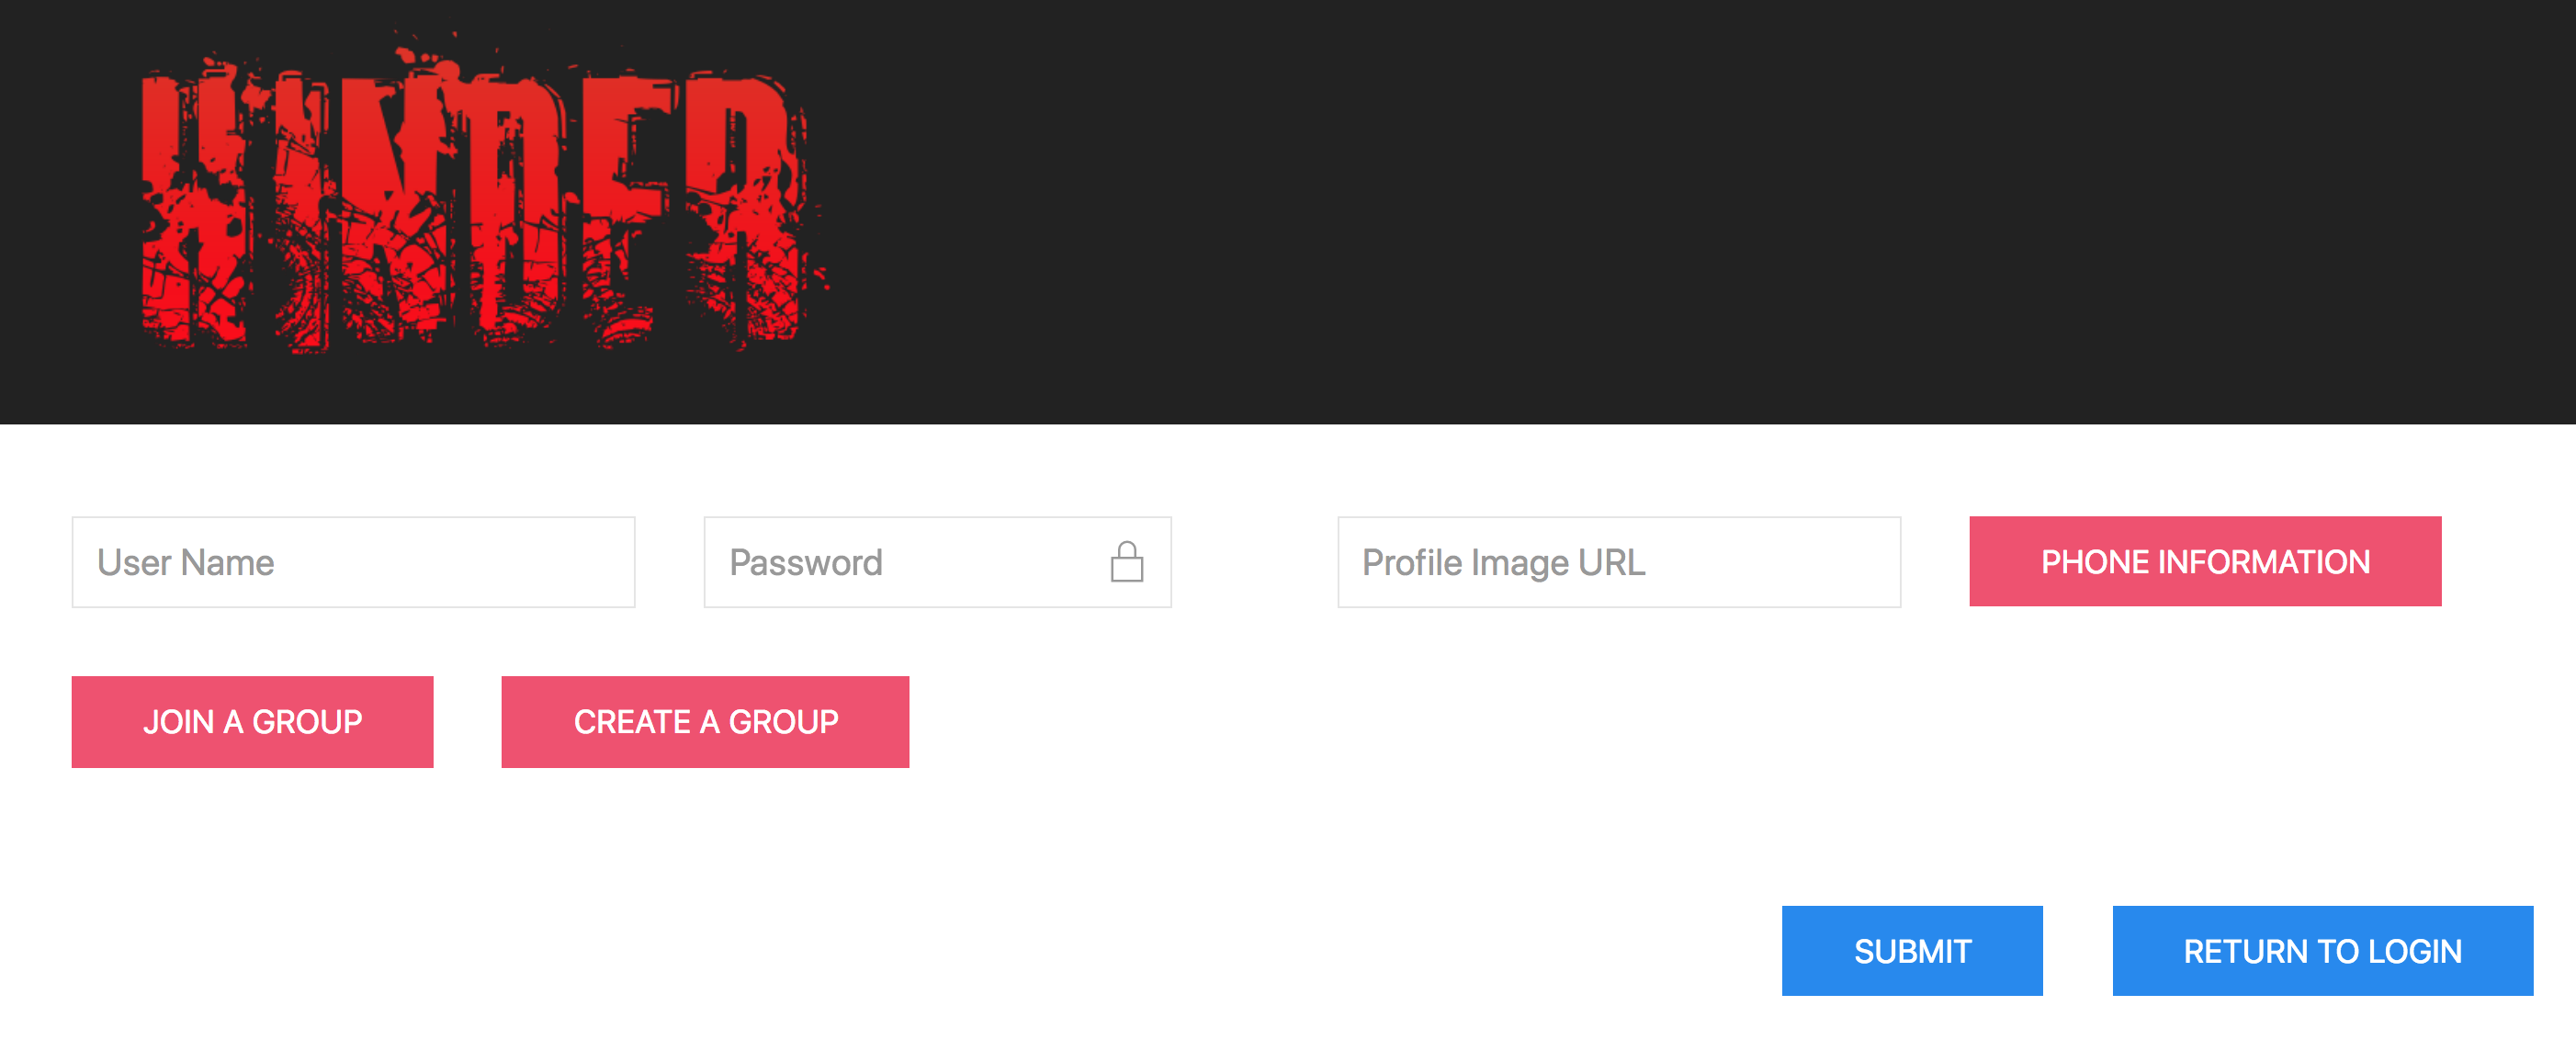 HINDER
User Name
Password
Profile Image URL
PHONE INFORMATION
JOIN A GROUP
CREATE A GROUP
SUBMIT
RETURN TO LOGIN